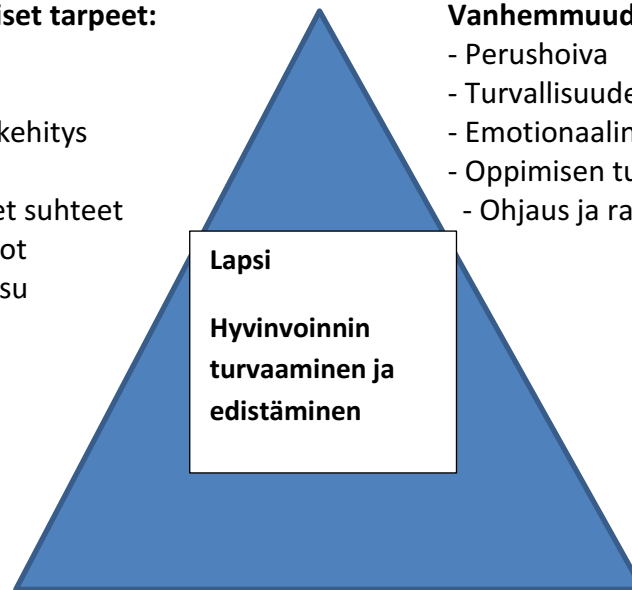 iset tarpeet:
kehitys
et suhteet
ot
su
Vanhemmuud
- Perushoiva
- Turvallisuude
- Emotionaalin
- Oppimisen tu
- Ohjaus ja ra
Lapsi
Hyvinvoinnin
turvaaminen ja
edistäminen